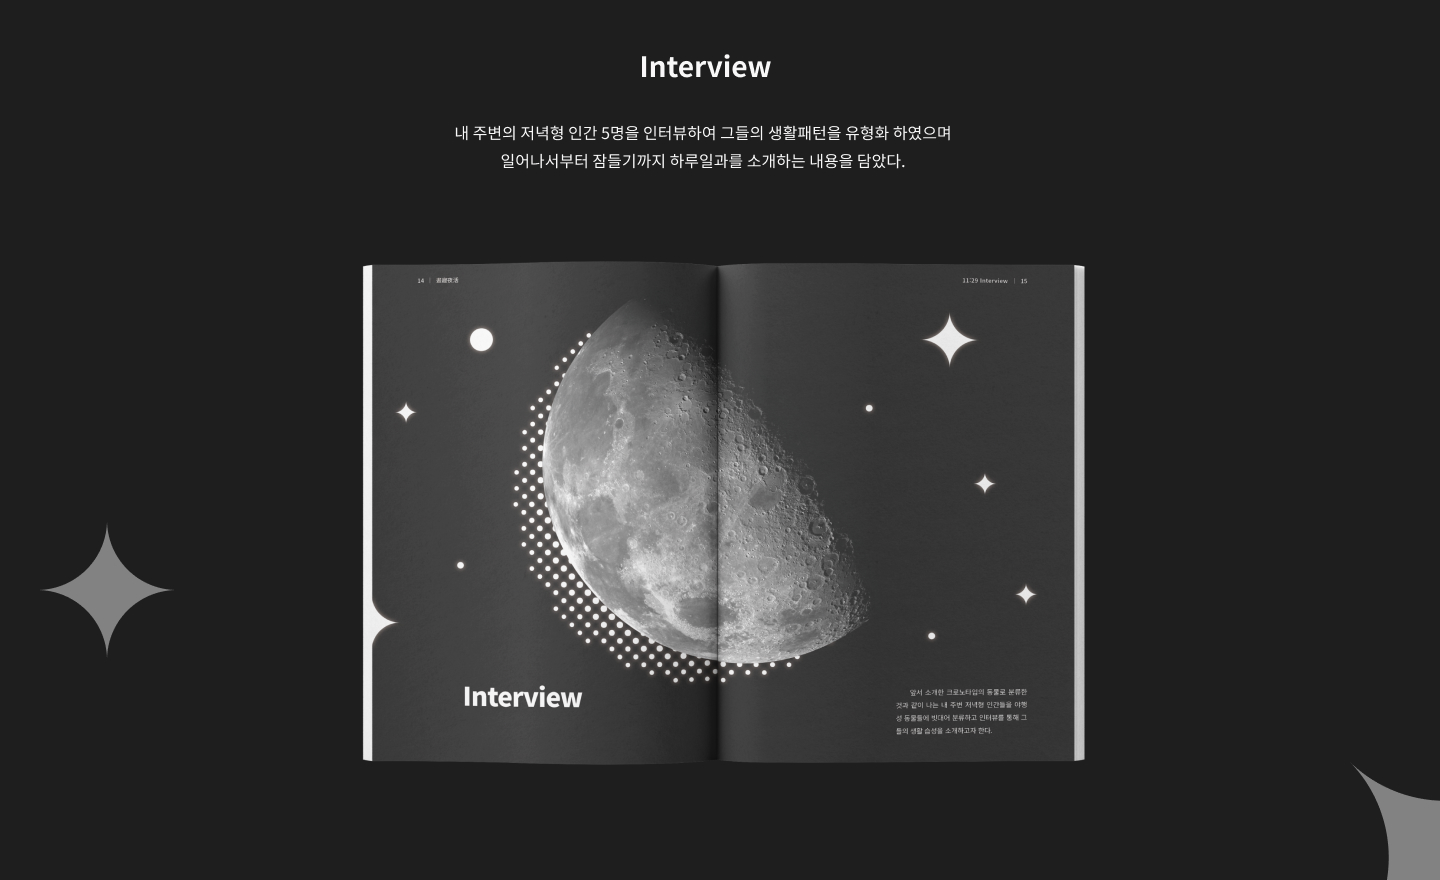 Interview
내 주변의 저녁형 인간 5명을 인터뷰하여 그들의 생활패턴을 유형화 하였으며
일어나서부터 잠들기까지 하루일과를 소개하는 내용을 담았다.
14 |
11:29 Interview | 15
Interview
앞서 소개한 크로노타입의 동물로 분류한
것과 같이 나는 내 주변 저녁형 인간들을 야행
성 동물들에 빗대어 분류하고 인터뷰를 통해 그
들의 생활 습성을 소개하고자 한다.